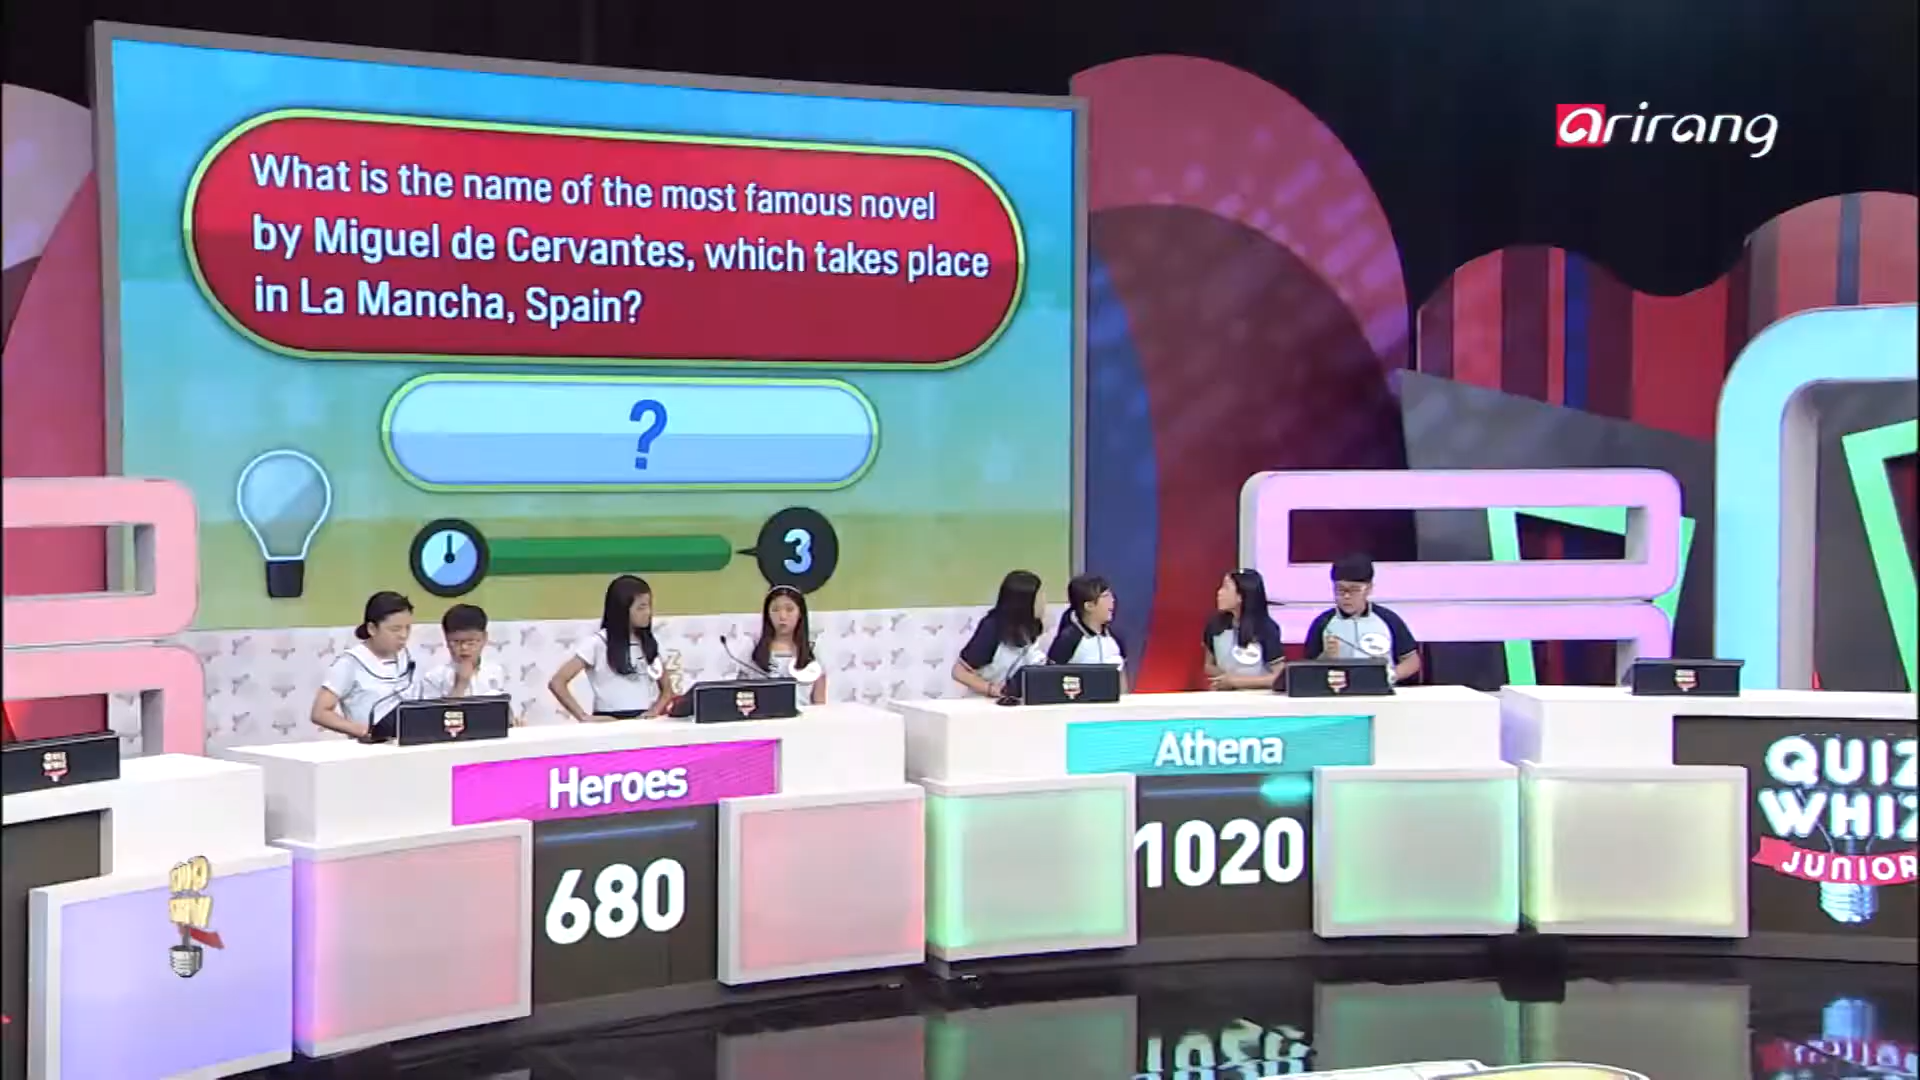 arirang
What is the name of the most famous novel
by Miguel de Cervantes, which takes place
in La Mancha, Spain?
?
3
Heroes
680
Athena
1020
QUIZ
WHIZ
JUNIOR